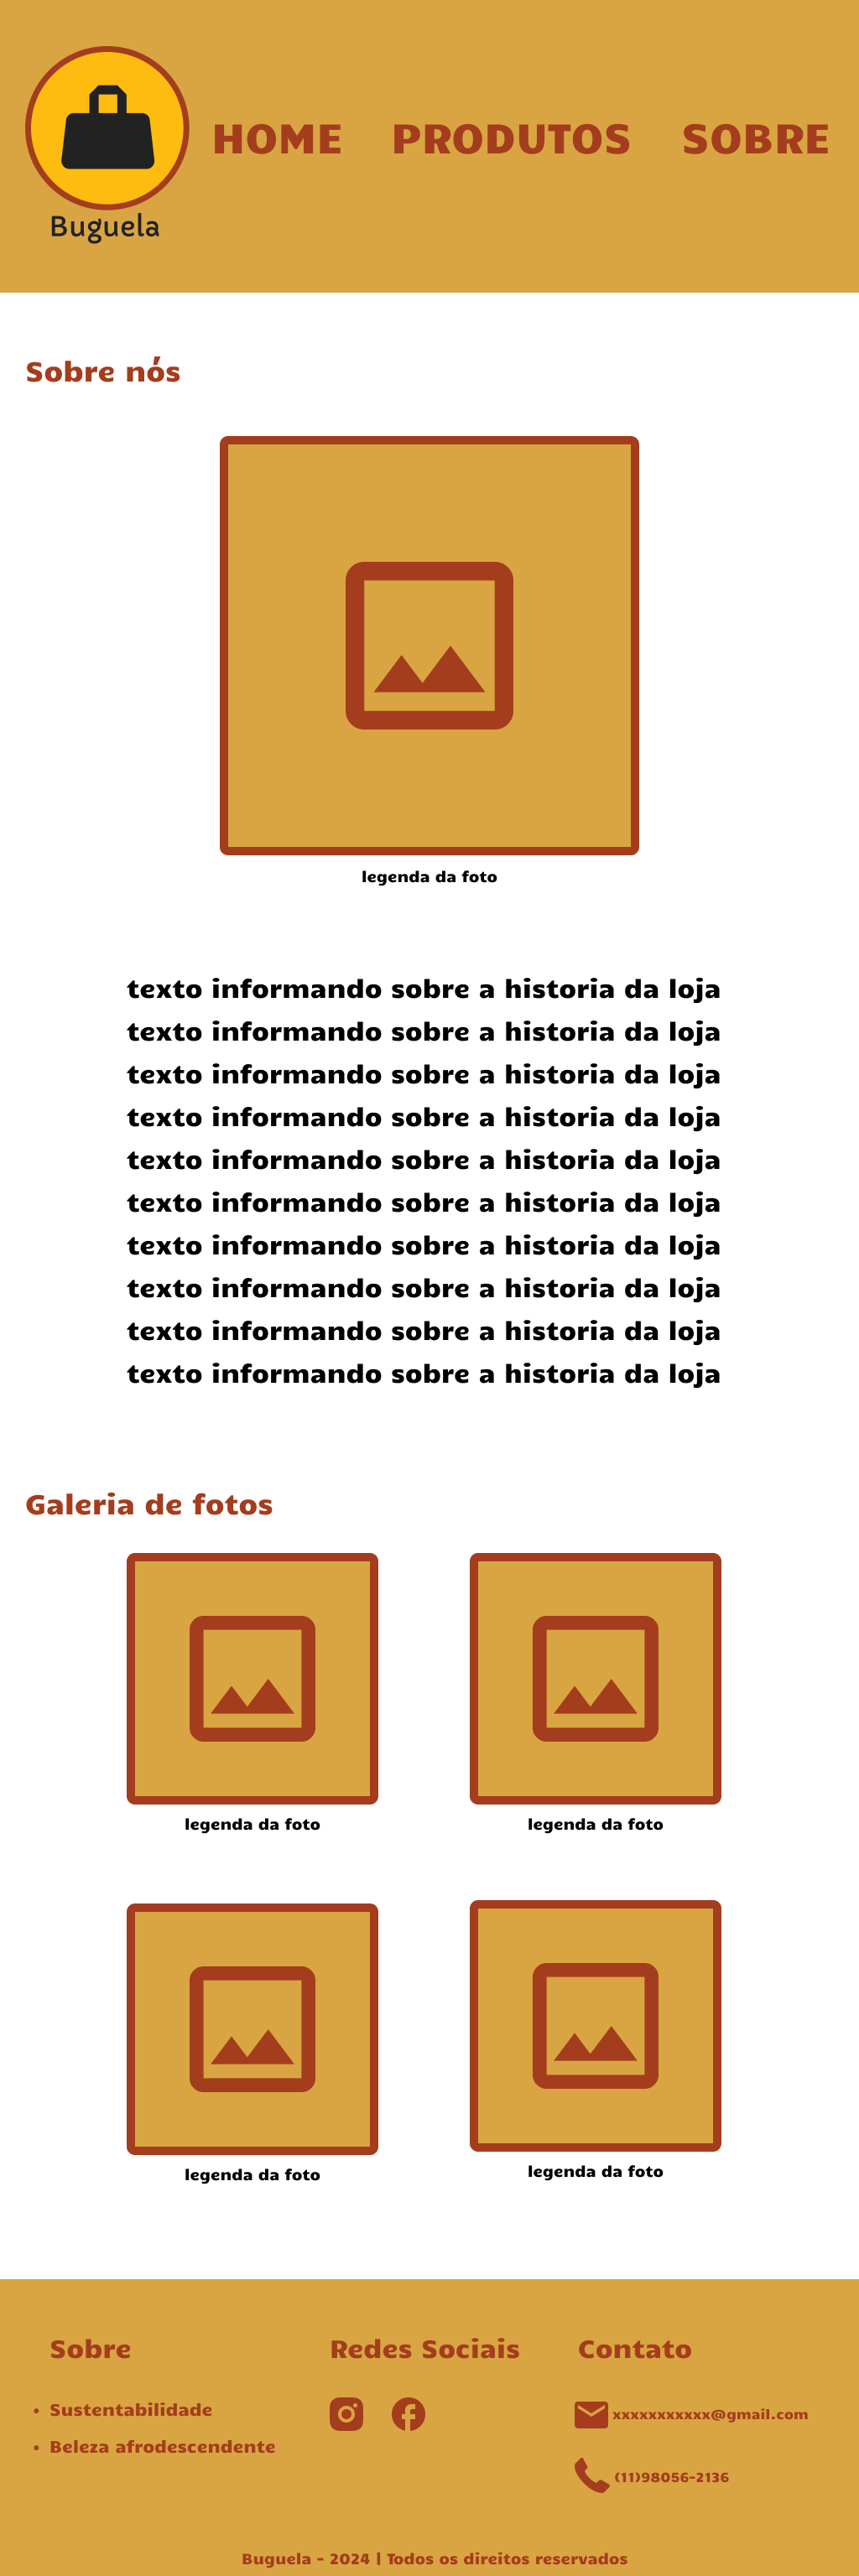 HOME PRODUTOS SOBRE
Buguela
Sobre nós
legenda da foto
texto informando sobre a historia da loja
texto informando sobre a historia da loja
texto informando sobre a historia da loja
texto informando sobre a historia da loja
texto informando sobre a historia da loja
texto informando sobre a historia da loja
texto informando sobre a historia da loja
texto informando sobre a historia da loja
texto informando sobre a historia da loja
texto informando sobre a historia da loja
Galeria de fotos
legenda da foto
legenda da foto
legenda da foto
legenda da foto
Sobre
• Sustentabilidade
• Beleza afrodescendente
Redes Sociais
Contato
xxxxxxxxxxx@gmail.com
(11)98056-2136
Buguela - 2024 | Todos os direitos reservados